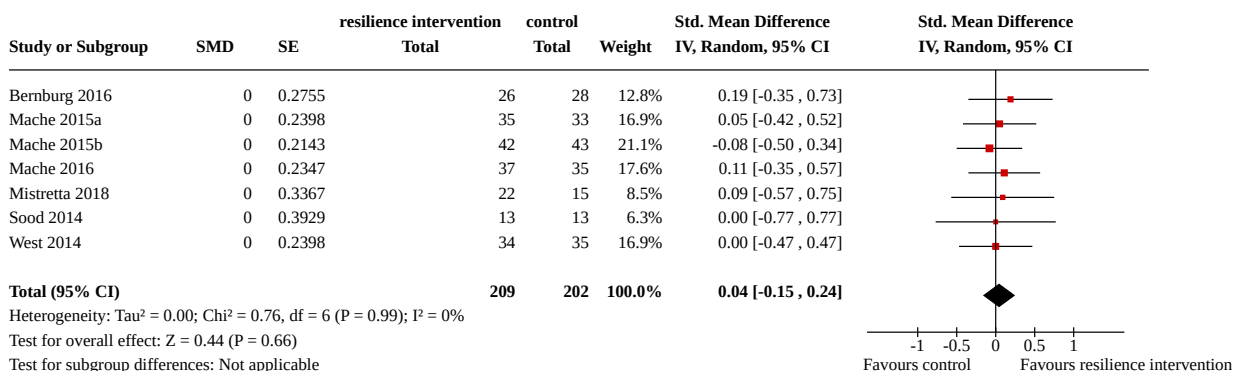 resilience intervention control Std. Mean Difference Std. Mean Difference
Study or Subgroup SMD SE Total Total Weight IV, Random, 95% CI IV, Random, 95% CI
Bernburg 2016 0 0.2755 26 28 12.8% 0.19 [-0.35 , 0.73]
Mache 2015a 0 0.2398 35 33 16.9% 0.05 [-0.42 , 0.52]
Mache 2015b 0 0.2143 42 43 21.1% -0.08 [-0.50 , 0.34]
Mache 2016 0 0.2347 37 35 17.6% 0.11 [-0.35 , 0.57]
Mistretta 2018 0 0.3367 22 15 8.5% 0.09 [-0.57 , 0.75]
Sood 2014 0 0.3929 13 13 6.3% 0.00 [-0.77 , 0.77]
West 2014 0 0.2398 34 35 16.9% 0.00 [-0.47 , 0.47]
Total (95% CI) 209 202 100.0% 0.04 [-0.15 , 0.24]
Heterogeneity: Tau² = 0.00; Chi² = 0.76, df = 6 (P = 0.99); I² = 0%
Test for overall effect: Z = 0.44 (P = 0.66)
-1 -0.5 0 0.5 1
Test for subgroup differences: Not applicable
Favours control Favours resilience intervention